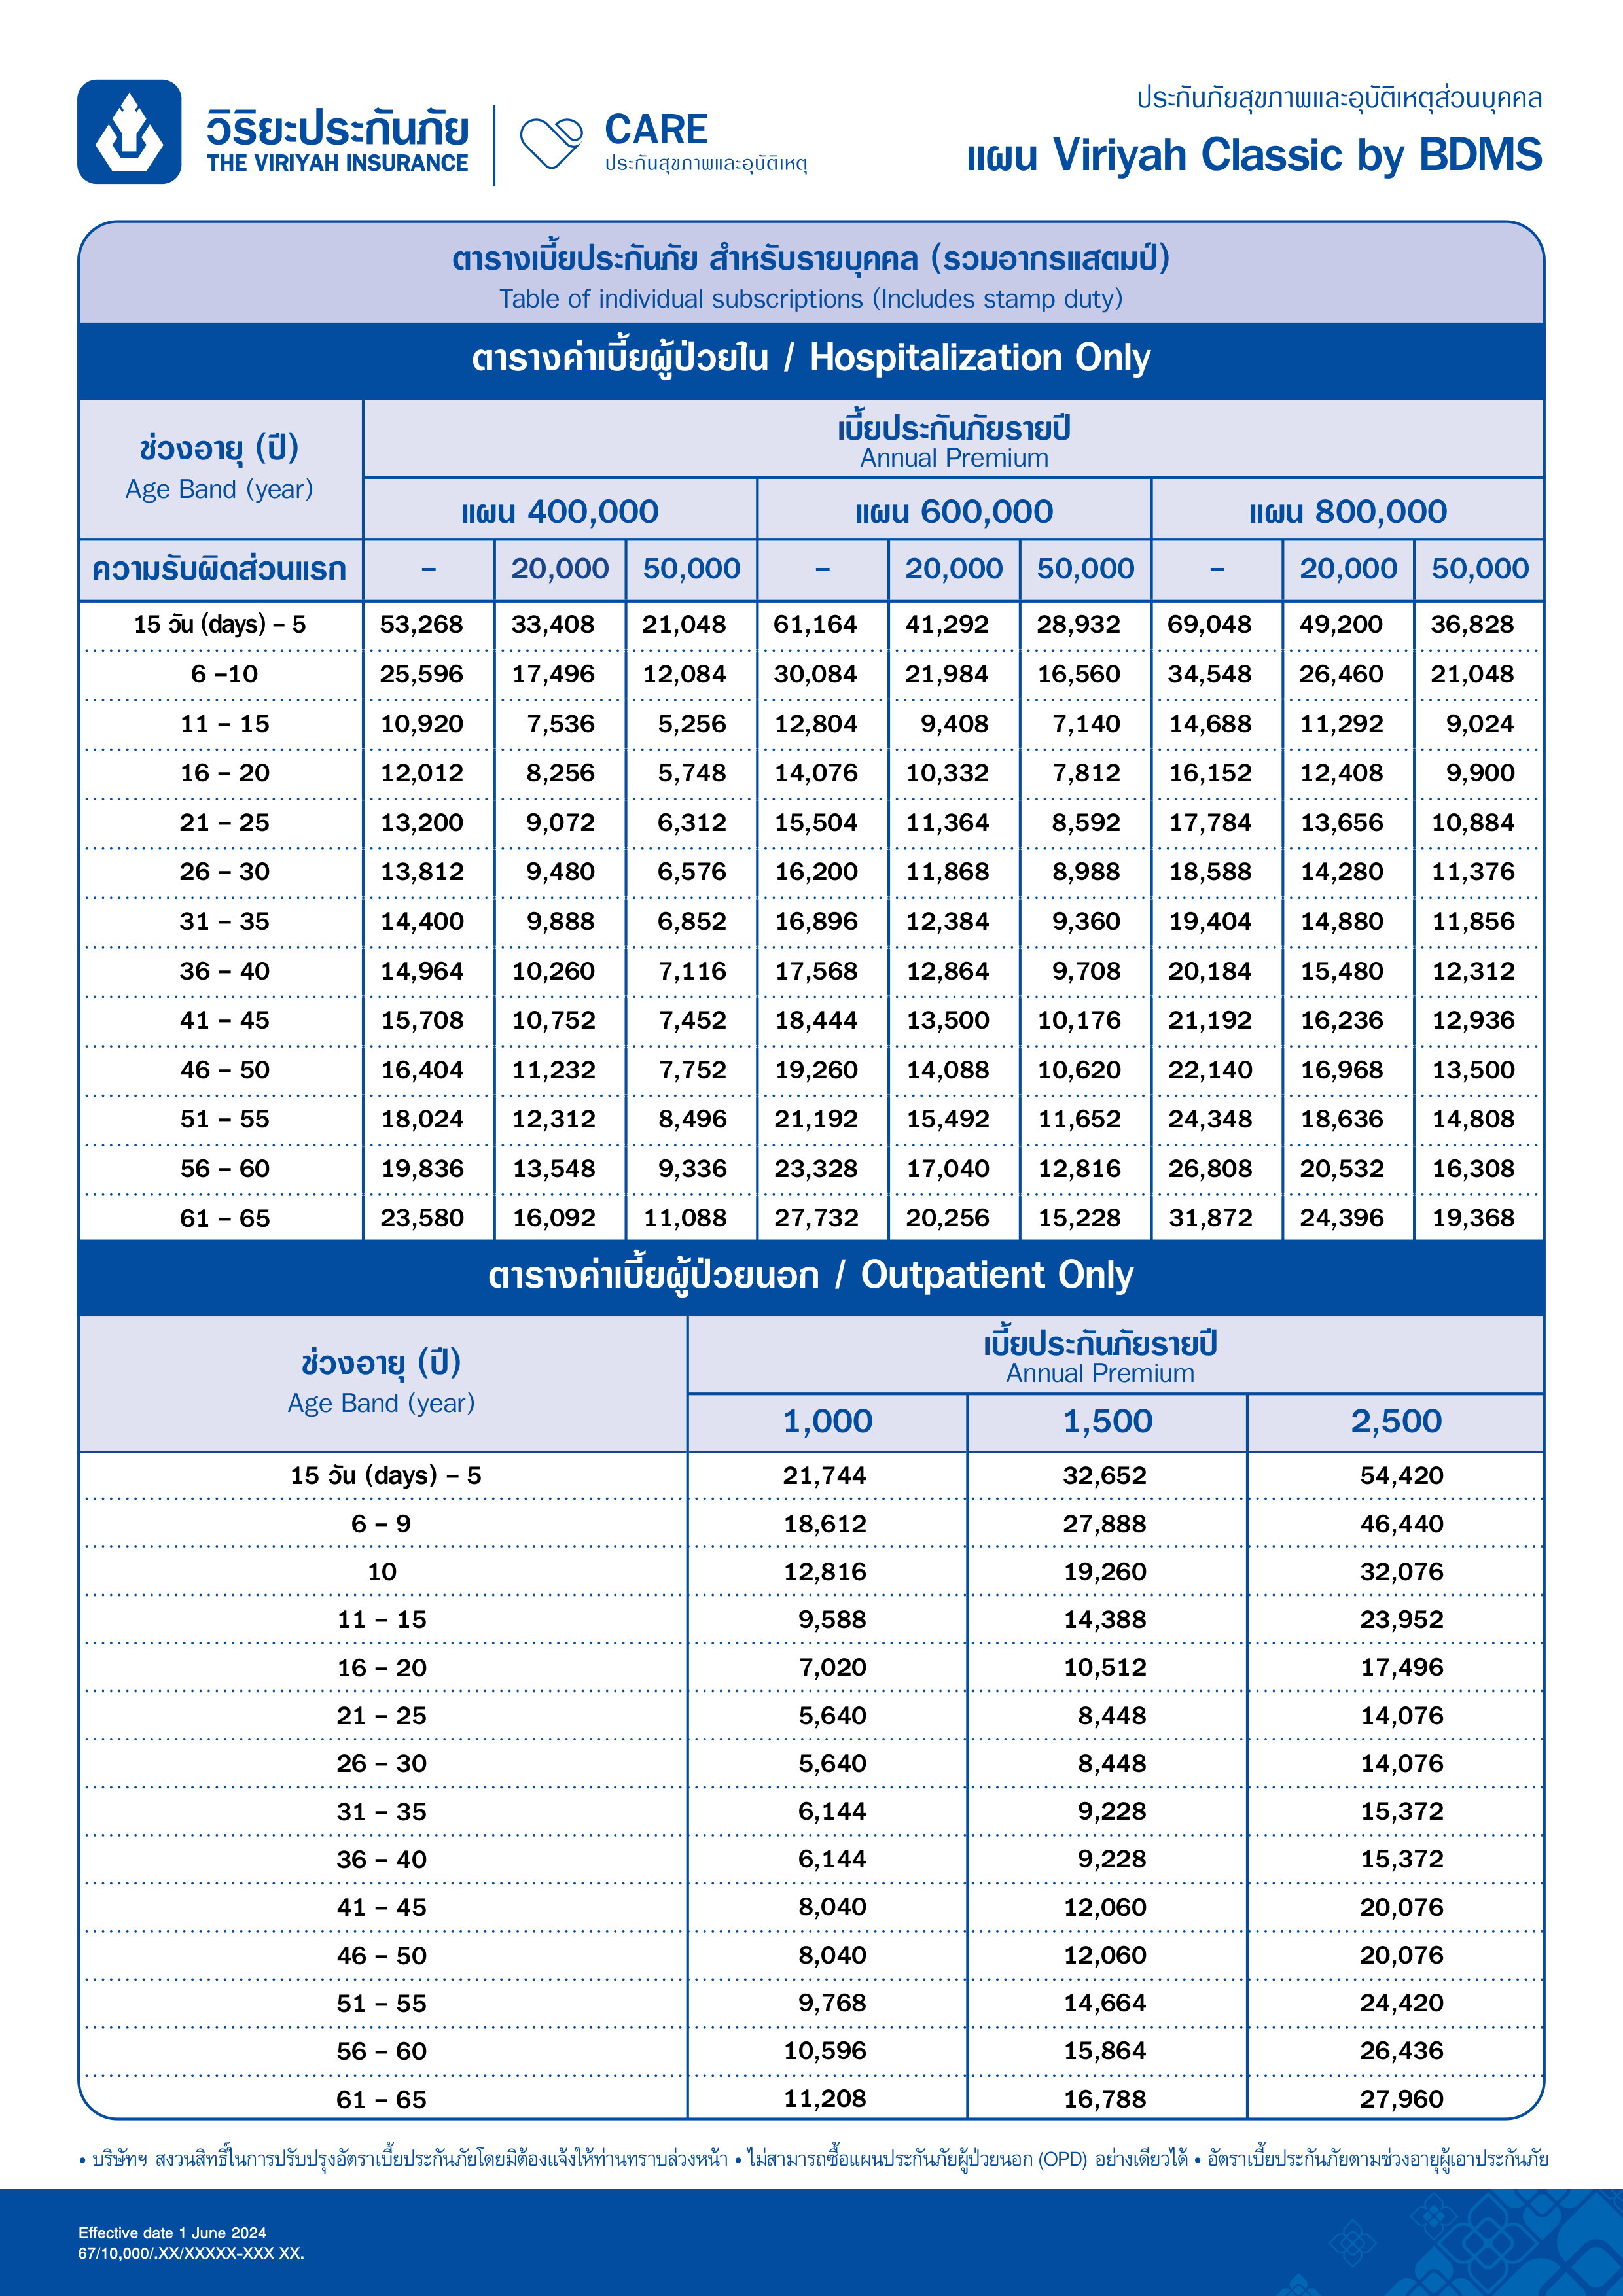 วิริยะประกันภัย
THE VIRIYAH INSURANCE
CARE
ประกันสุขภาพและอุบัติเหตุ
ประกันภัยสุขภาพและอุบัติเหตุส่วนบุคคล
แผน Viriyah Classic by BDMS
ตารางเบี้ยประกันภัย สำหรับรายบุคคล (รวมอากรแสตมป์)
Table of individual subscriptions (Includes stamp duty)
ตารางค่าเบี้ยผู้ป่วยใน / Hospitalization Only
ช่วงอายุ (ปี)
Age Band (year)
เบี้ยประกันภัยรายปี
Annual Premium
แผน 400,000 แผน 600,000 แผน 800,000
ความรับผิดส่วนแรก – 20,000 50,000 – 20,000 50,000 – 20,000 50,000
15 วัน (days) – 5 53,268 33,408 21,048 61,164 41,292 28,932 69,048 49,200 36,828
6 –10 25,596 17,496 12,084 30,084 21,984 16,560 34,548 26,460 21,048
11 – 15 10,920 7,536 5,256 12,804 9,408 7,140 14,688 11,292 9,024
16 – 20 12,012 8,256 5,748 14,076 10,332 7,812 16,152 12,408 9,900
21 – 25 13,200 9,072 6,312 15,504 11,364 8,592 17,784 13,656 10,884
26 – 30 13,812 9,480 6,576 16,200 11,868 8,988 18,588 14,280 11,376
31 – 35 14,400 9,888 6,852 16,896 12,384 9,360 19,404 14,880 11,856
36 – 40 14,964 10,260 7,116 17,568 12,864 9,708 20,184 15,480 12,312
41 – 45 15,708 10,752 7,452 18,444 13,500 10,176 21,192 16,236 12,936
46 – 50 16,404 11,232 7,752 19,260 14,088 10,620 22,140 16,968 13,500
51 – 55 18,024 12,312 8,496 21,192 15,492 11,652 24,348 18,636 14,808
56 – 60 19,836 13,548 9,336 23,328 17,040 12,816 26,808 20,532 16,308
61 – 65 23,580 16,092 11,088 27,732 20,256 15,228 31,872 24,396 19,368
ตารางค่าเบี้ยผู้ป่วยนอก / Outpatient Only
ช่วงอายุ (ปี)
Age Band (year)
เบี้ยประกันภัยรายปี
Annual Premium
1,000 1,500 2,500
15 วัน (days) – 5 21,744 32,652 54,420
6 – 9 18,612 27,888 46,440
10 12,816 19,260 32,076
11 – 15 9,588 14,388 23,952
16 – 20 7,020 10,512 17,496
21 – 25 5,640 8,448 14,076
26 – 30 5,640 8,448 14,076
31 – 35 6,144 9,228 15,372
36 – 40 6,144 9,228 15,372
41 – 45 8,040 12,060 20,076
46 – 50 8,040 12,060 20,076
51 – 55 9,768 14,664 24,420
56 – 60 10,596 15,864 26,436
61 – 65 11,208 16,788 27,960
• บริษัทฯ สงวนสิทธิ์ในการปรับปรุงอัตราเบี้ยประกันภัยโดยมิต้องแจ้งให้ท่านทราบล่วงหน้า • ไม่สามารถซื้อแผนประกันภัยผู้ป่วยนอก (OPD) อย่างเดียวได้ • อัตราเบี้ยประกันภัยตามช่วงอายุผู้เอาประกันภัย
Effective date 1 June 2024
67/10,000/.XX/XXXXX-XXX XX.